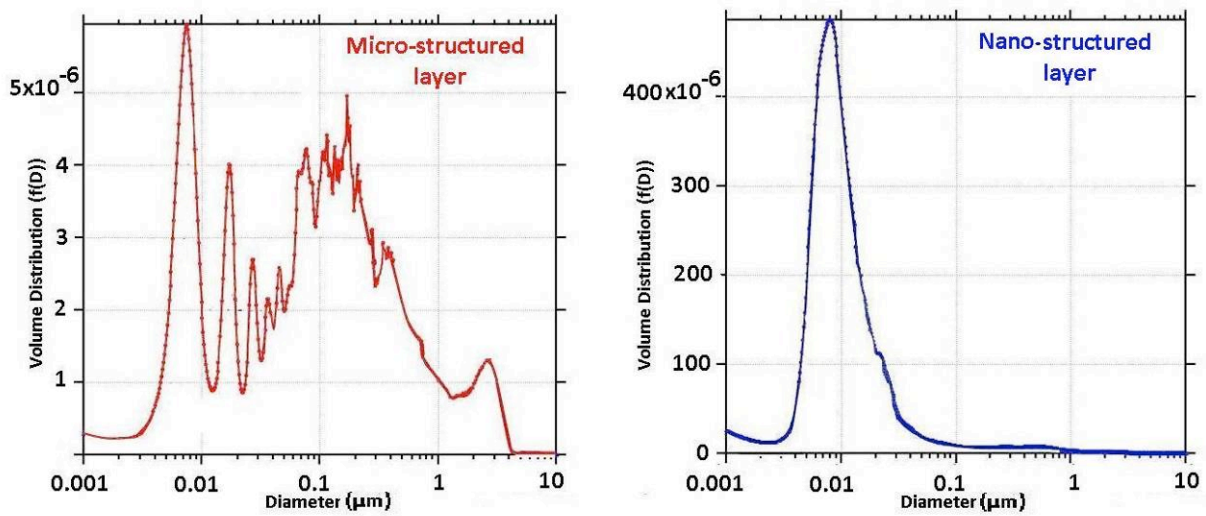 Micro-structured
layer
5x10-6
4
3
2
1
Volume Distribution (f(D))
0.001 0.01 0.1 1 10
Diameter (μm)
Nano-structured
layer
400x10-6
300
200
100
0
Volume Distribution (f(D))
0.001 0.01 0.1 1 10
Diameter (μm)